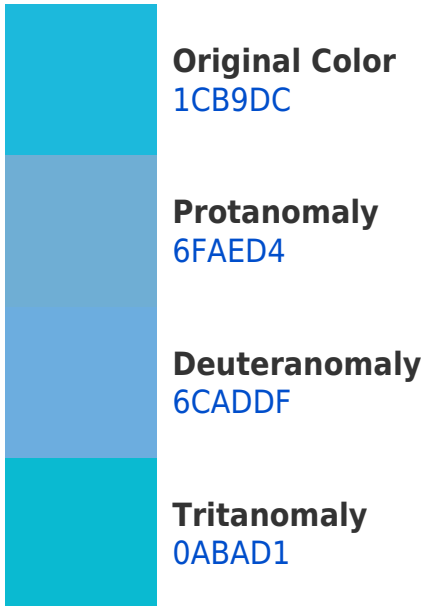 Original Color
1CB9DC
Protanomaly
6FAED4
Deuteranomaly
6CADDF
Tritanomaly
0ABAD1